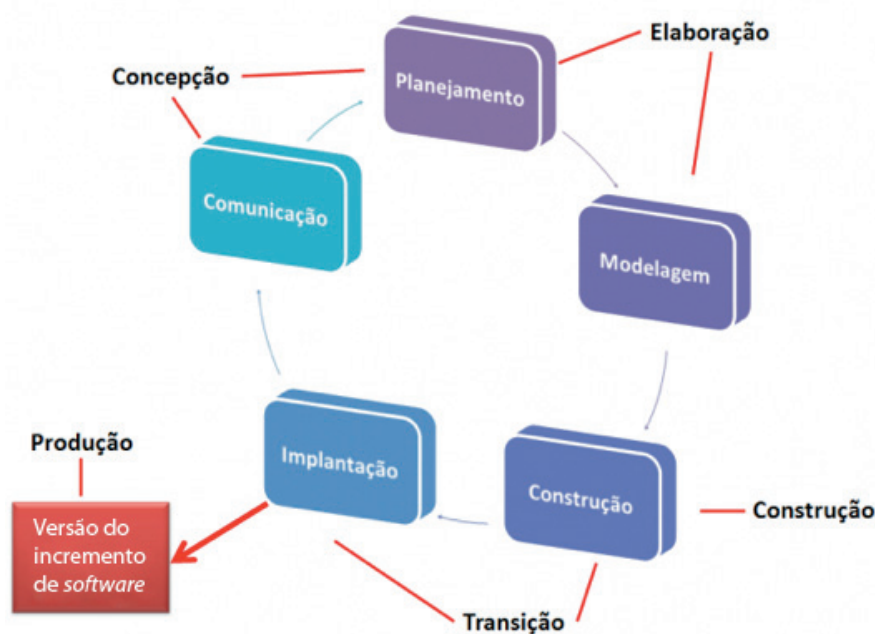 Elaboração
Concepção
Planejamento
Comunicação
Modelagem
Produção
Implantação
Construção
Construção
Versão do
incremento
de software
Transição